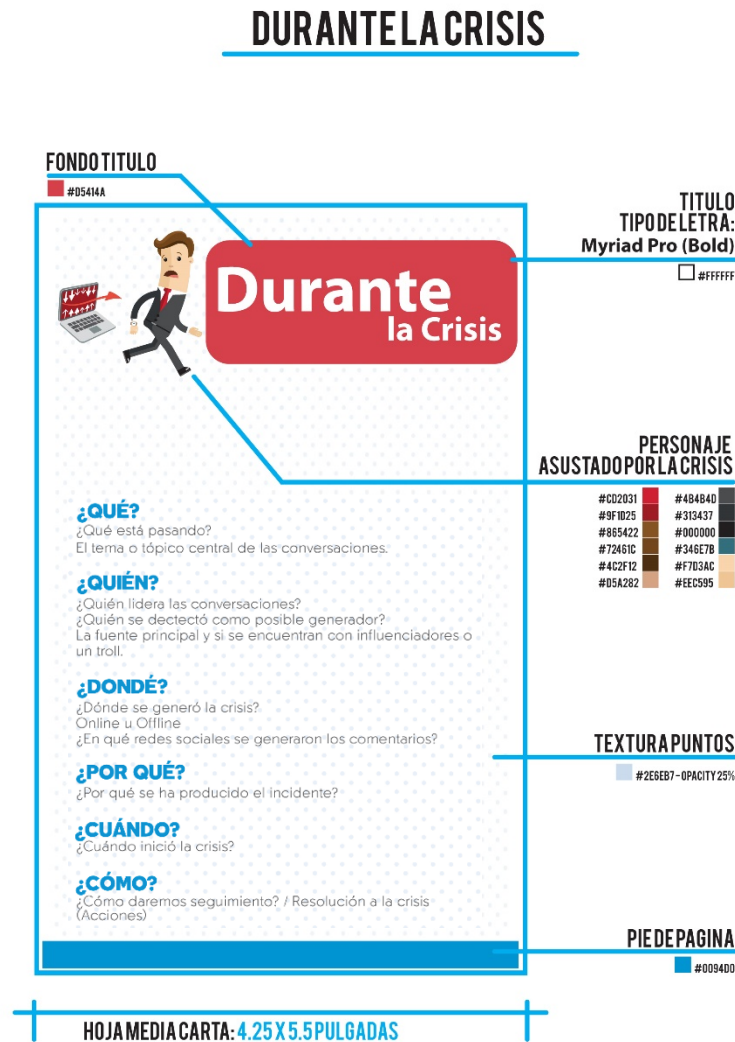 DURANTE LA CRISIS
FONDO TITULO
#D5414A
TITULO
TIPO DE LETRA:
Myriad Pro (Bold)
#FFFFFF
Durante
la Crisis
PERSONAJE
ASUSTADO POR LA CRISIS
#CD2031 #4B4B4D
#9F1D25 #313437
#865422 #000000
#72461C #346E7B
#4C2F12 #F7D3AC
#D5A282 #EEC595
¿QUÉ?
¿Qué está pasando?
El tema o tópico central de las conversaciones.
¿QUIÉN?
¿Quién lidera las conversaciones?
¿Quién se dectectó como posible generador?
La fuente principal y si se encuentran con influenciadores o
un troll.
¿DONDÉ?
¿Dónde se generó la crisis?
Online u Offline
¿En qué redes sociales se generaron los comentarios?
TEXTURA PUNTOS
#2E6EB7 - OPACITY 25%
¿POR QUÉ?
¿Por qué se ha producido el incidente?
¿CUÁNDO?
¿Cuándo inició la crisis?
¿CÓMO?
¿Cómo daremos seguimiento? / Resolución a la crisis
(Acciones)
PIE DE PAGINA
#0094D0
HOJA MEDIA CARTA: 4.25 X 5.5 PULGADAS